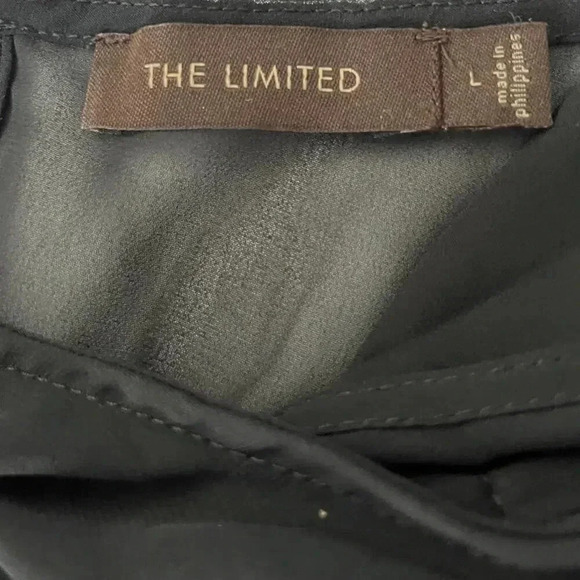 THE LIMITED
L
made in
philippines